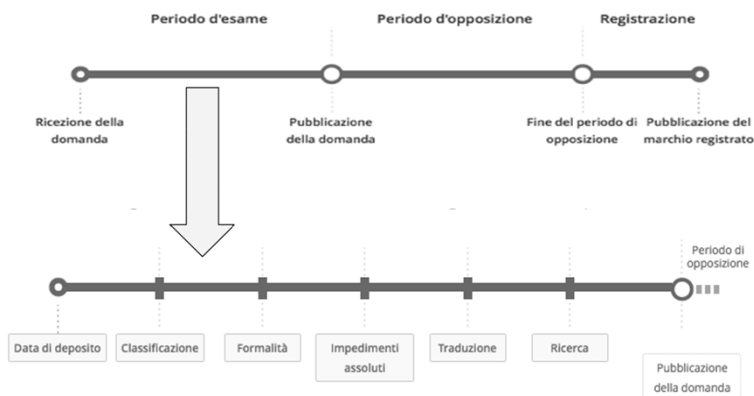 Periodo d'esame
Periodo d'opposizione
Registrazione
Ricezione della
domanda
Pubblicazione
della domanda
Fine del periodo di
opposizione
Pubblicazione del
marchio registrato
Periodo di
opposizione
Data di deposito
Classificazione
Formalità
Impedimenti
assoluti
Traduzione
Ricerca
Pubblicazione
della domanda